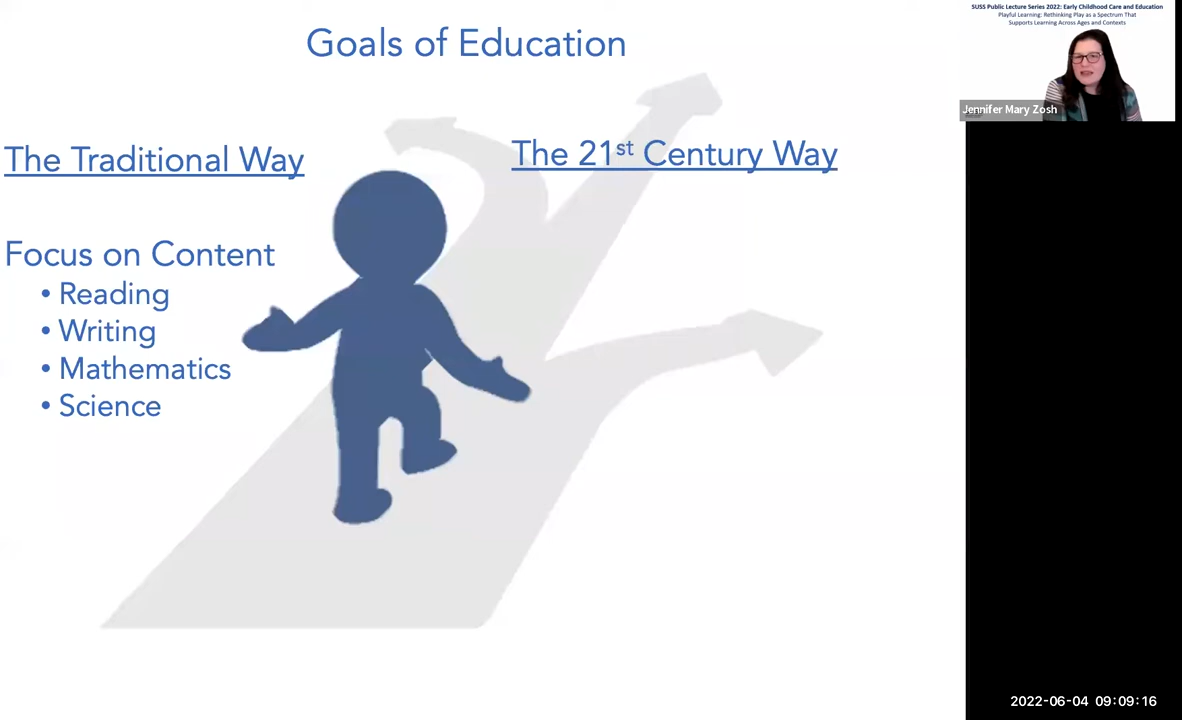 Goals of Education
The Traditional Way
The 21st Century Way
Focus on Content
• Reading
• Writing
• Mathematics
• Science
SUSS Public Lecture Series 2022: Early Childhood Care and Education
Playful Learning: Rethinking Play as a Spectrum That
Supports Learning Across Ages and Contexts
Jennifer Mary Zosh
2022-06-04 09:09:16